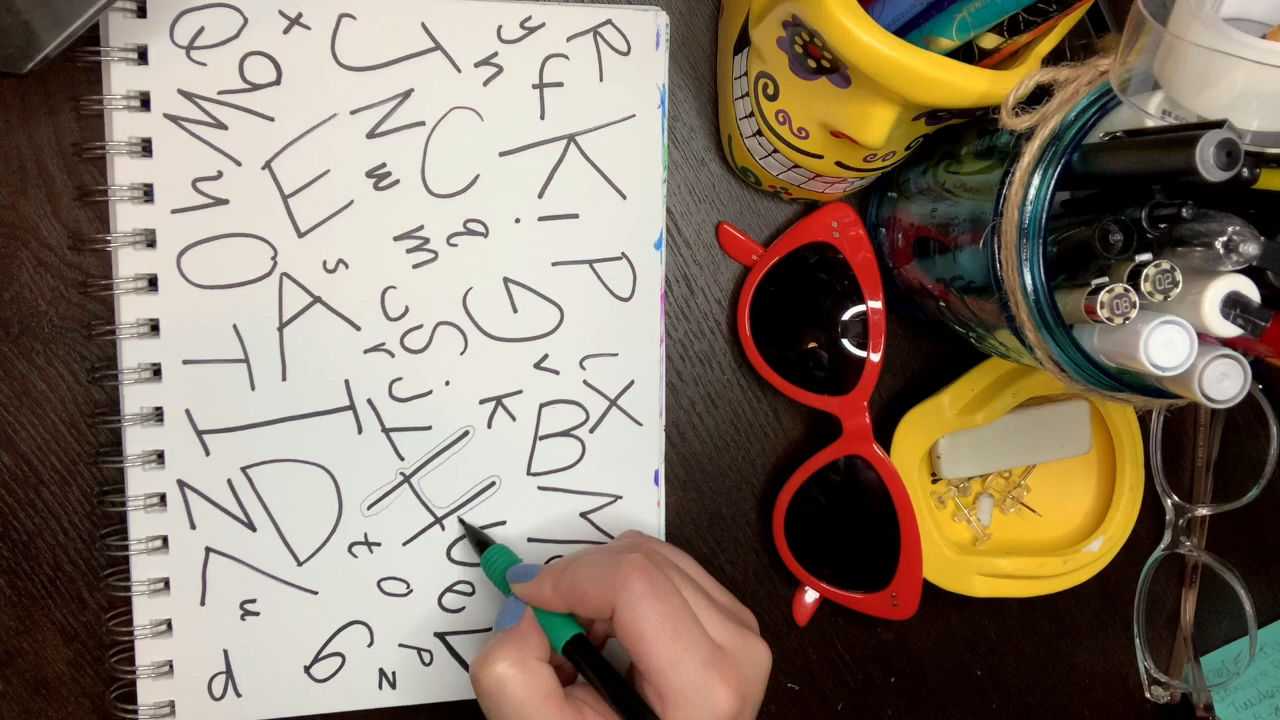 Q x J y R
a n f
M E N C K
h w i
O s A m a G P
T c S v l
I r j k B X
N D I H M
V t U
u o e
d g z p
08 02